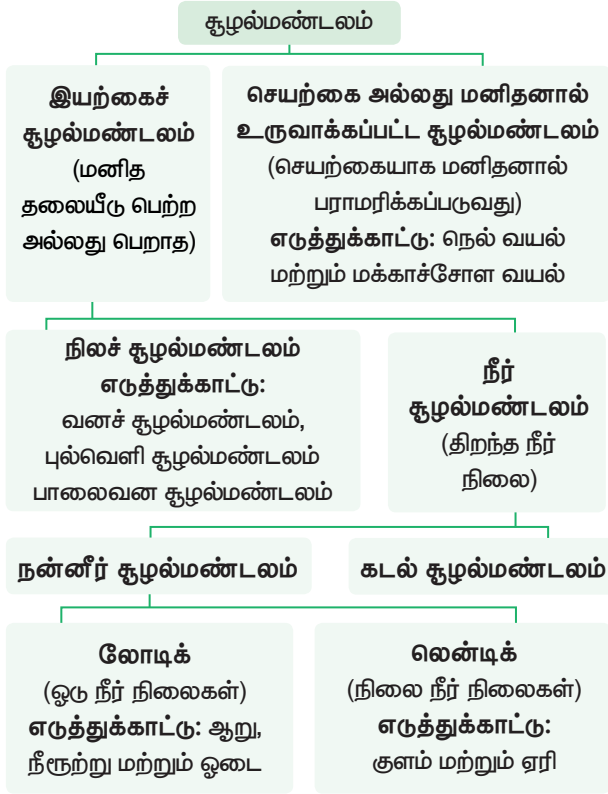 சூழல்மண்டலம்
இயற்கைச்
சூழல்மண்டலம்
(மனித
தலையீடு பெற்ற
அல்லது பெறாத)
செயற்கை அல்லது மனிதனால்
உருவாக்கப்பட்ட சூழல்மண்டலம்
(செயற்கையாக மனிதனால்
பராமரிக்கப்படுவது)
எடுத்துக்காட்டு: நெல் வயல்
மற்றும் மக்காச்சோள வயல்
நிலச் சூழல்மண்டலம்
எடுத்துக்காட்டு:
வனச் சூழல்மண்டலம்,
புல்வெளி சூழல்மண்டலம்
பாலைவன சூழல்மண்டலம்
நீர்
சூழல்மண்டலம்
(திறந்த நீர்
நிலை)
நன்னீர் சூழல்மண்டலம்
கடல் சூழல்மண்டலம்
லோடிக்
(ஓடு நீர் நிலைகள்)
எடுத்துக்காட்டு: ஆறு,
நீரூற்று மற்றும் ஓடை
லென்டிக்
(நிலை நீர் நிலைகள்)
எடுத்துக்காட்டு:
குளம் மற்றும் ஏரி